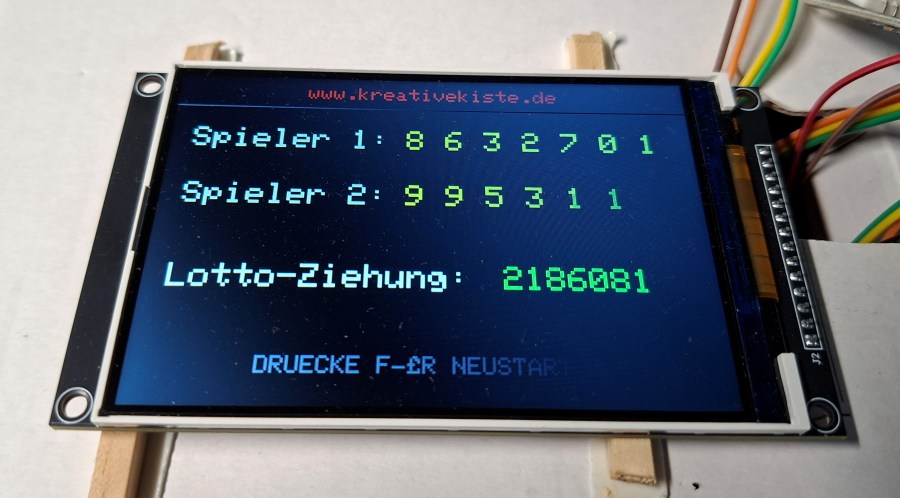 www.kreativekiste.de
Spieler 1: 8 6 3 2 7 0 1
Spieler 2: 9 9 5 3 1 1
Lotto-Ziehung: 2186081
DRUECKE F-£R NEUSTART
J2